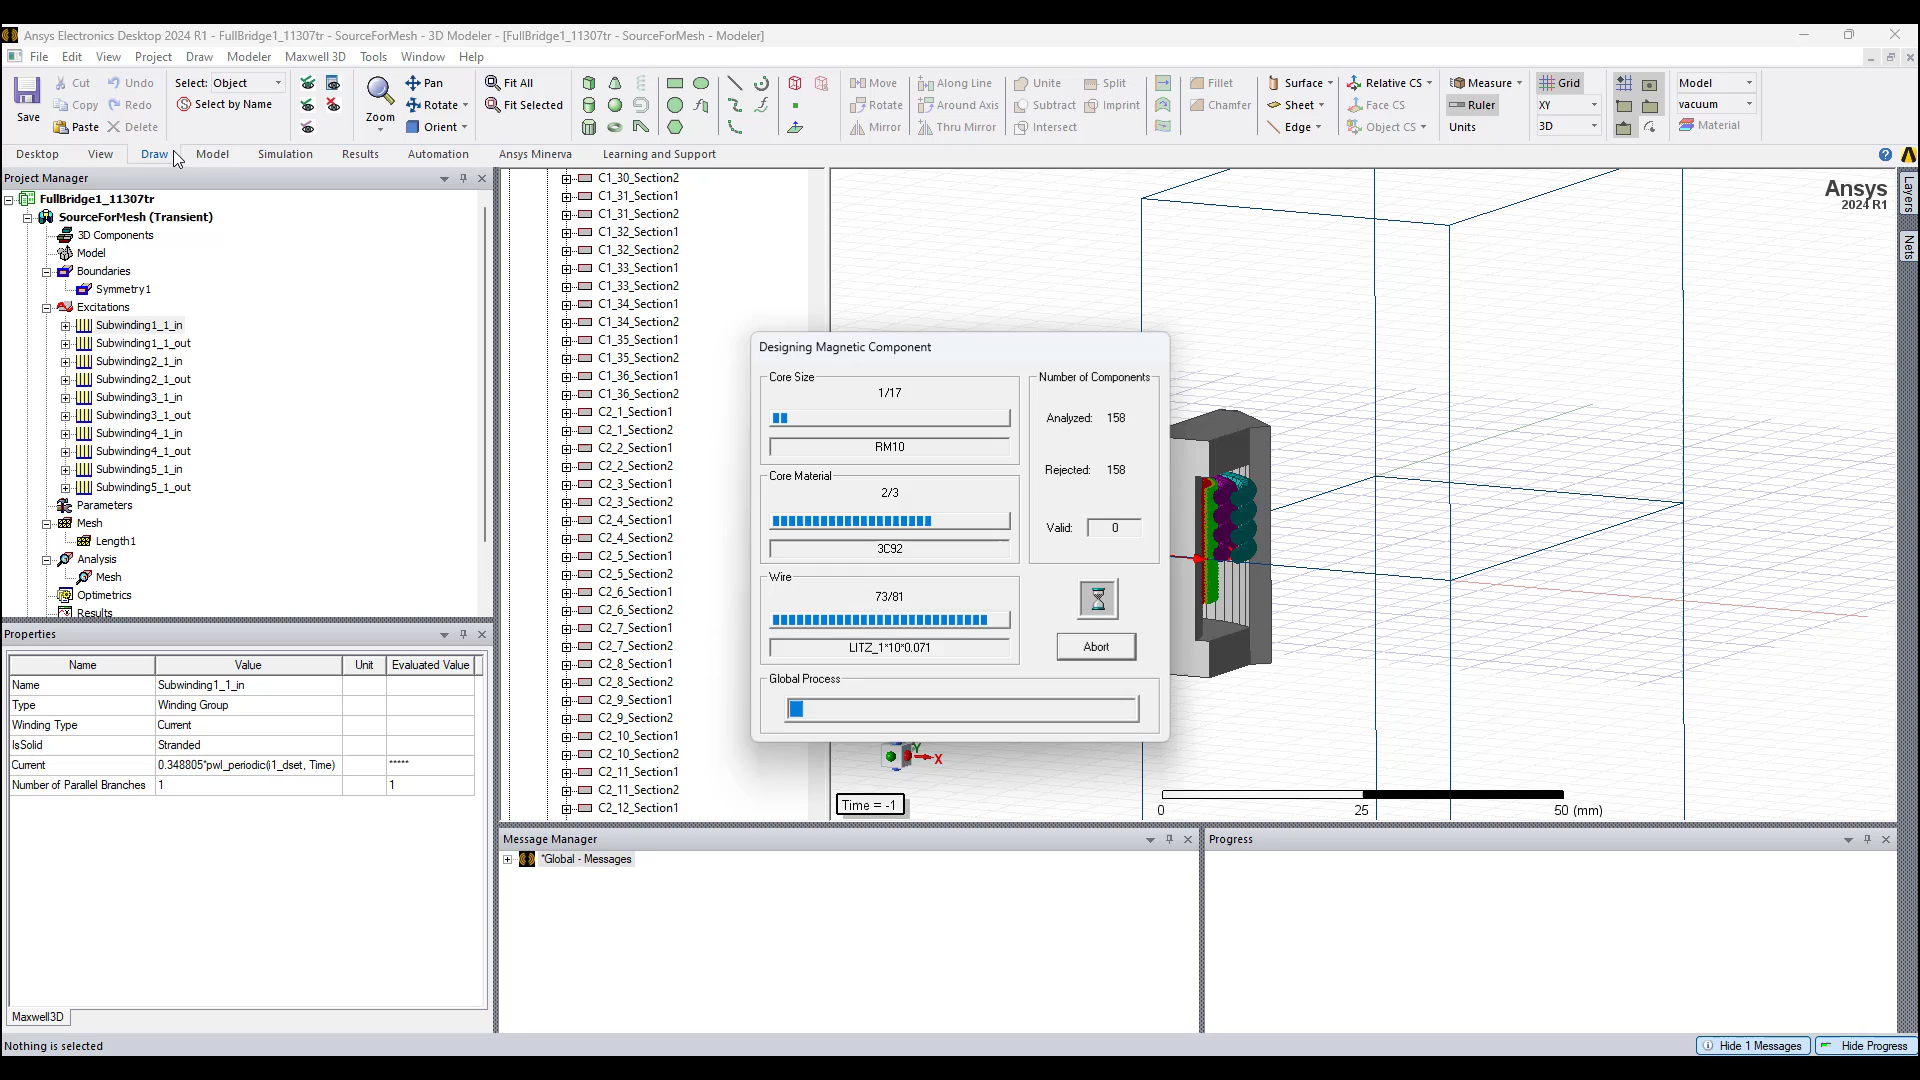 Ansys Electronics Desktop 2024 R1 - FullBridge1_11307tr - SourceForMesh - 3D Modeler - [FullBridge1_11307tr - SourceForMesh - Modeler]
File Edit View Project Draw Modeler Maxwell 3D Tools Window Help
Save
Cut Undo
Copy Redo
Paste Delete
Select: Object
Select by Name
Zoom
Pan
Rotate
Orient
Fit All
Fit Selected
Move Along Line
Rotate Around Axis
Mirror Thru Mirror
Unite Split
Subtract Imprint
Intersect
Fillet
Chamfer
Surface
Sheet
Edge
Relative CS
Face CS
Object CS
Measure
Ruler
Units
Grid
XY
3D
Model
vacuum
Material
Desktop View Draw Model Simulation Results Automation Ansys Minerva Learning and Support
Project Manager
FullBridge1_11307tr
SourceForMesh (Transient)
3D Components
Model
Boundaries
Symmetry1
Excitations
Subwinding1_1_in
Subwinding1_1_out
Subwinding2_1_in
Subwinding2_1_out
Subwinding3_1_in
Subwinding3_1_out
Subwinding4_1_in
Subwinding4_1_out
Subwinding5_1_in
Subwinding5_1_out
Parameters
Mesh
Length1
Analysis
Mesh
Optimetrics
Results
Properties
Name Value Unit Evaluated Value
Name Subwinding1_1_in
Type Winding Group
Winding Type Current
IsSolid Stranded
Current 0.348805*pwl_periodic(i1_dset, Time) *****
Number of Parallel Branches 1 1
Maxwell3D
C1_30_Section2
C1_31_Section1
C1_31_Section2
C1_32_Section1
C1_32_Section2
C1_33_Section1
C1_33_Section2
C1_34_Section1
C1_34_Section2
C1_35_Section1
C1_35_Section2
C1_36_Section1
C1_36_Section2
C2_1_Section1
C2_1_Section2
C2_2_Section1
C2_2_Section2
C2_3_Section1
C2_3_Section2
C2_4_Section1
C2_4_Section2
C2_5_Section1
C2_5_Section2
C2_6_Section1
C2_6_Section2
C2_7_Section1
C2_7_Section2
C2_8_Section1
C2_8_Section2
C2_9_Section1
C2_9_Section2
C2_10_Section1
C2_10_Section2
C2_11_Section1
C2_11_Section2
C2_12_Section1
Designing Magnetic Component
Core Size
1/17
RM10
Core Material
2/3
3C92
Wire
73/81
LITZ_1*10*0.071
Number of Components
Analyzed: 158
Rejected: 158
Valid: 0
Abort
Global Process
Ansys
2024 R1
Layers
Nets
Y
X
Time = -1
0 25 50 (mm)
Message Manager
*Global - Messages
Progress
Nothing is selected
Hide 1 Messages
Hide Progress